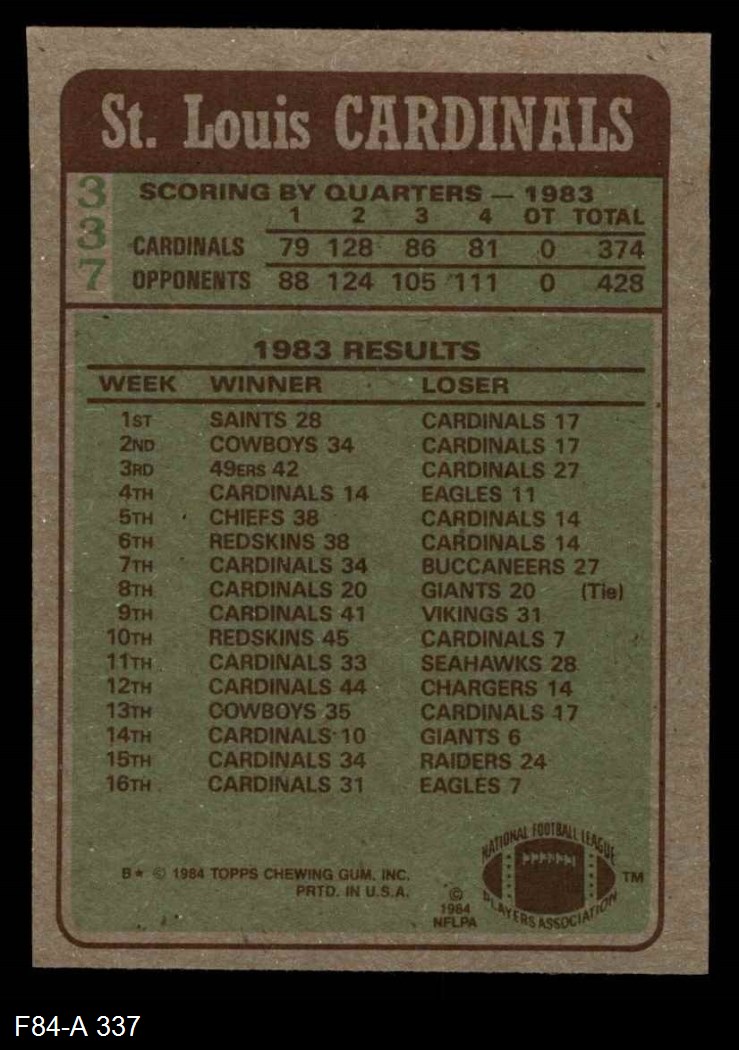 St. Louis CARDINALS
337
SCORING BY QUARTERS — 1983
1 2 3 4 OT TOTAL
CARDINALS 79 128 86 81 0 374
OPPONENTS 88 124 105 111 0 428
1983 RESULTS
WEEK WINNER LOSER
1ST SAINTS 28 CARDINALS 17
2ND COWBOYS 34 CARDINALS 17
3RD 49ERS 42 CARDINALS 27
4TH CARDINALS 14 EAGLES 11
5TH CHIEFS 38 CARDINALS 14
6TH REDSKINS 38 CARDINALS 14
7TH CARDINALS 34 BUCCANEERS 27
8TH CARDINALS 20 GIANTS 20 (Tie)
9TH CARDINALS 41 VIKINGS 31
10TH REDSKINS 45 CARDINALS 7
11TH CARDINALS 33 SEAHAWKS 28
12TH CARDINALS 44 CHARGERS 14
13TH COWBOYS 35 CARDINALS 17
14TH CARDINALS 10 GIANTS 6
15TH CARDINALS 34 RAIDERS 24
16TH CARDINALS 31 EAGLES 7
B* © 1984 TOPPS CHEWING GUM, INC.
PRTD. IN U.S.A.
©
1984
NFLPA
NATIONAL FOOTBALL LEAGUE
PLAYERS ASSOCIATION
TM
F84-A 337